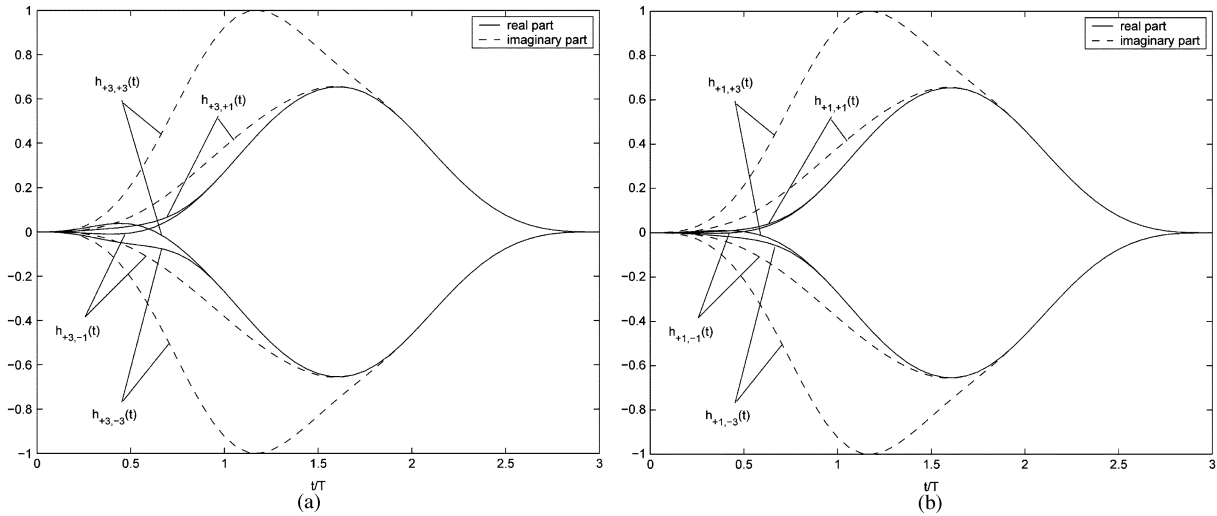 1
0.8
0.6
0.4
0.2
0
−0.2
−0.4
−0.6
−0.8
−1
0 0.5 1 1.5 2 2.5 3
t/T
real part
imaginary part
h+3,+3(t)
h+3,+1(t)
h+3,−1(t)
h+3,−3(t)
(a)
1
0.8
0.6
0.4
0.2
0
−0.2
−0.4
−0.6
−0.8
−1
0 0.5 1 1.5 2 2.5 3
t/T
real part
imaginary part
h+1,+3(t)
h+1,+1(t)
h+1,−1(t)
h+1,−3(t)
(b)